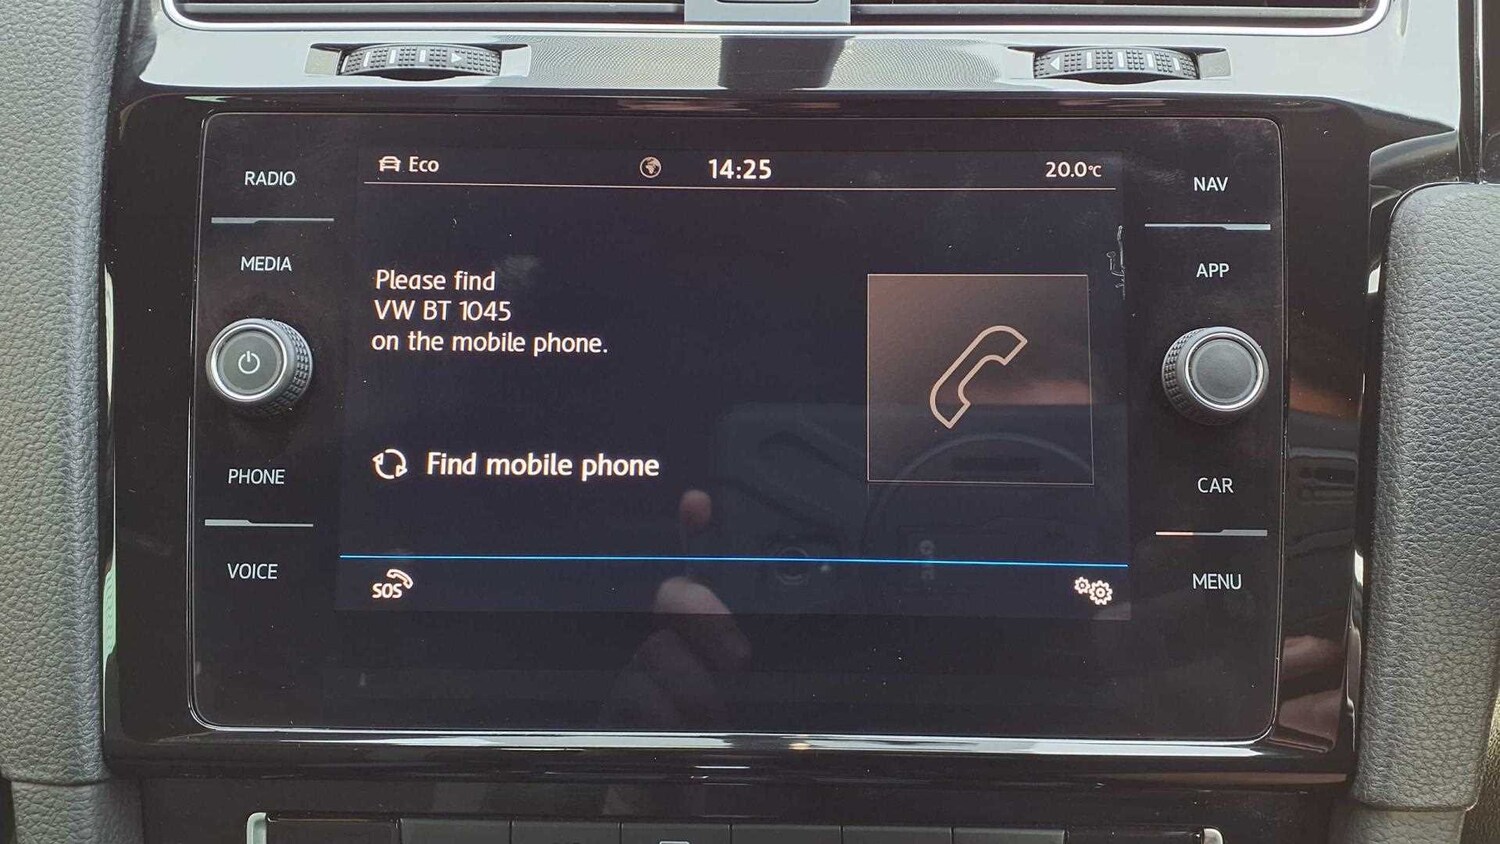 Eco
14:25
20.0°C
RADIO
MEDIA
PHONE
VOICE
Please find
VW BT 1045
on the mobile phone.
Find mobile phone
SOS
NAV
APP
CAR
MENU